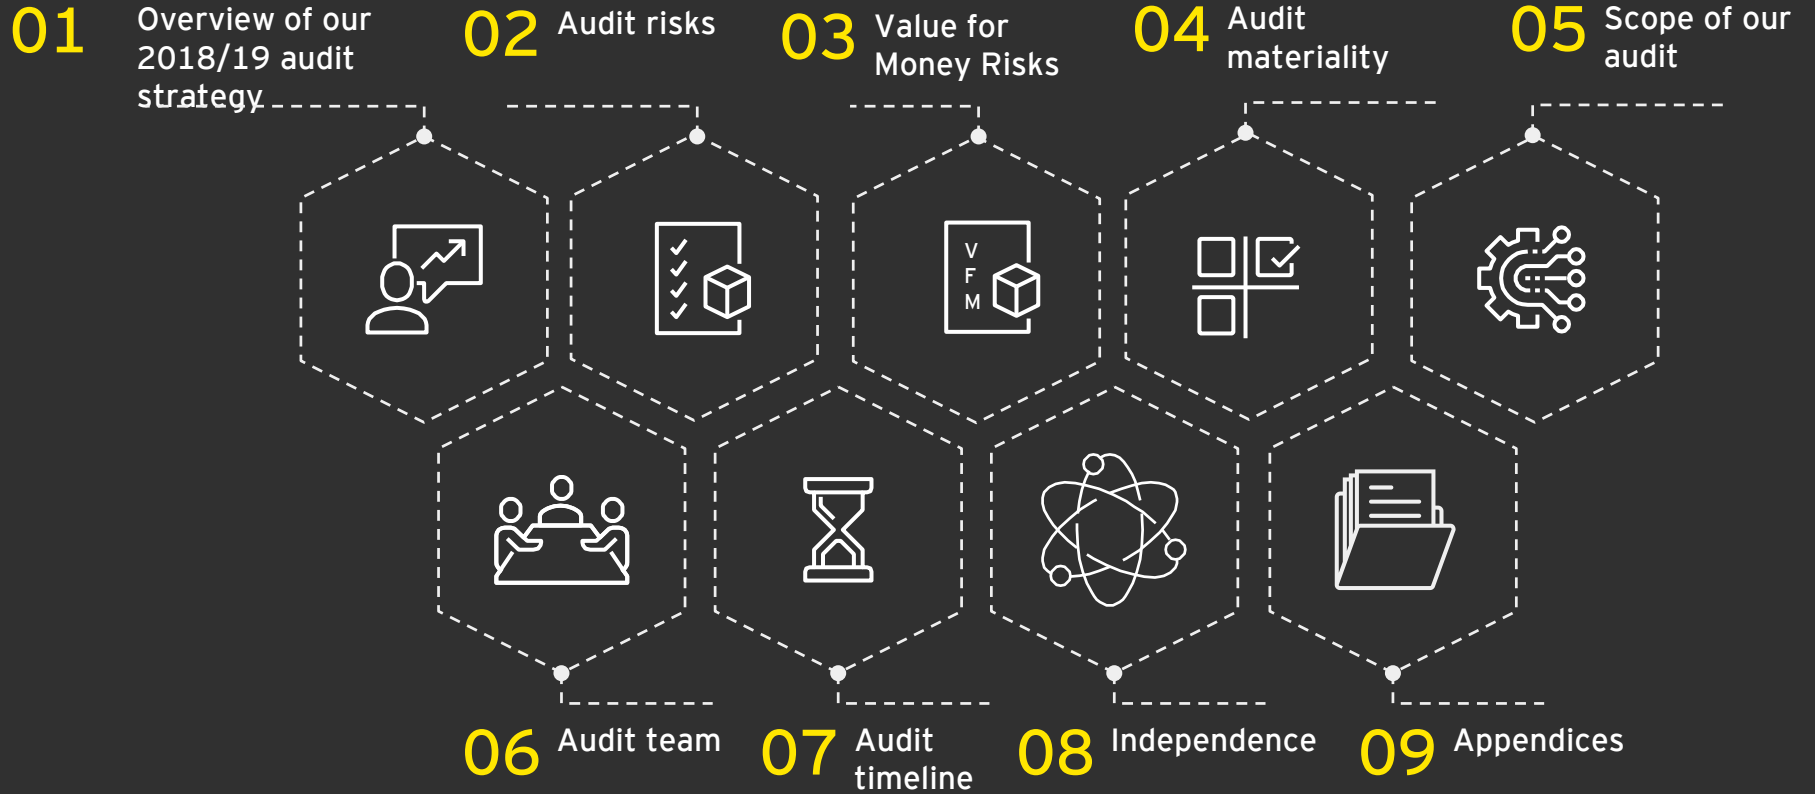 01 Overview of our
2018/19 audit
strategy
02 Audit risks
03 Value for
Money Risks
04 Audit
materiality
05 Scope of our
audit
V
F
M
06 Audit team
07 Audit
timeline
08 Independence
09 Appendices